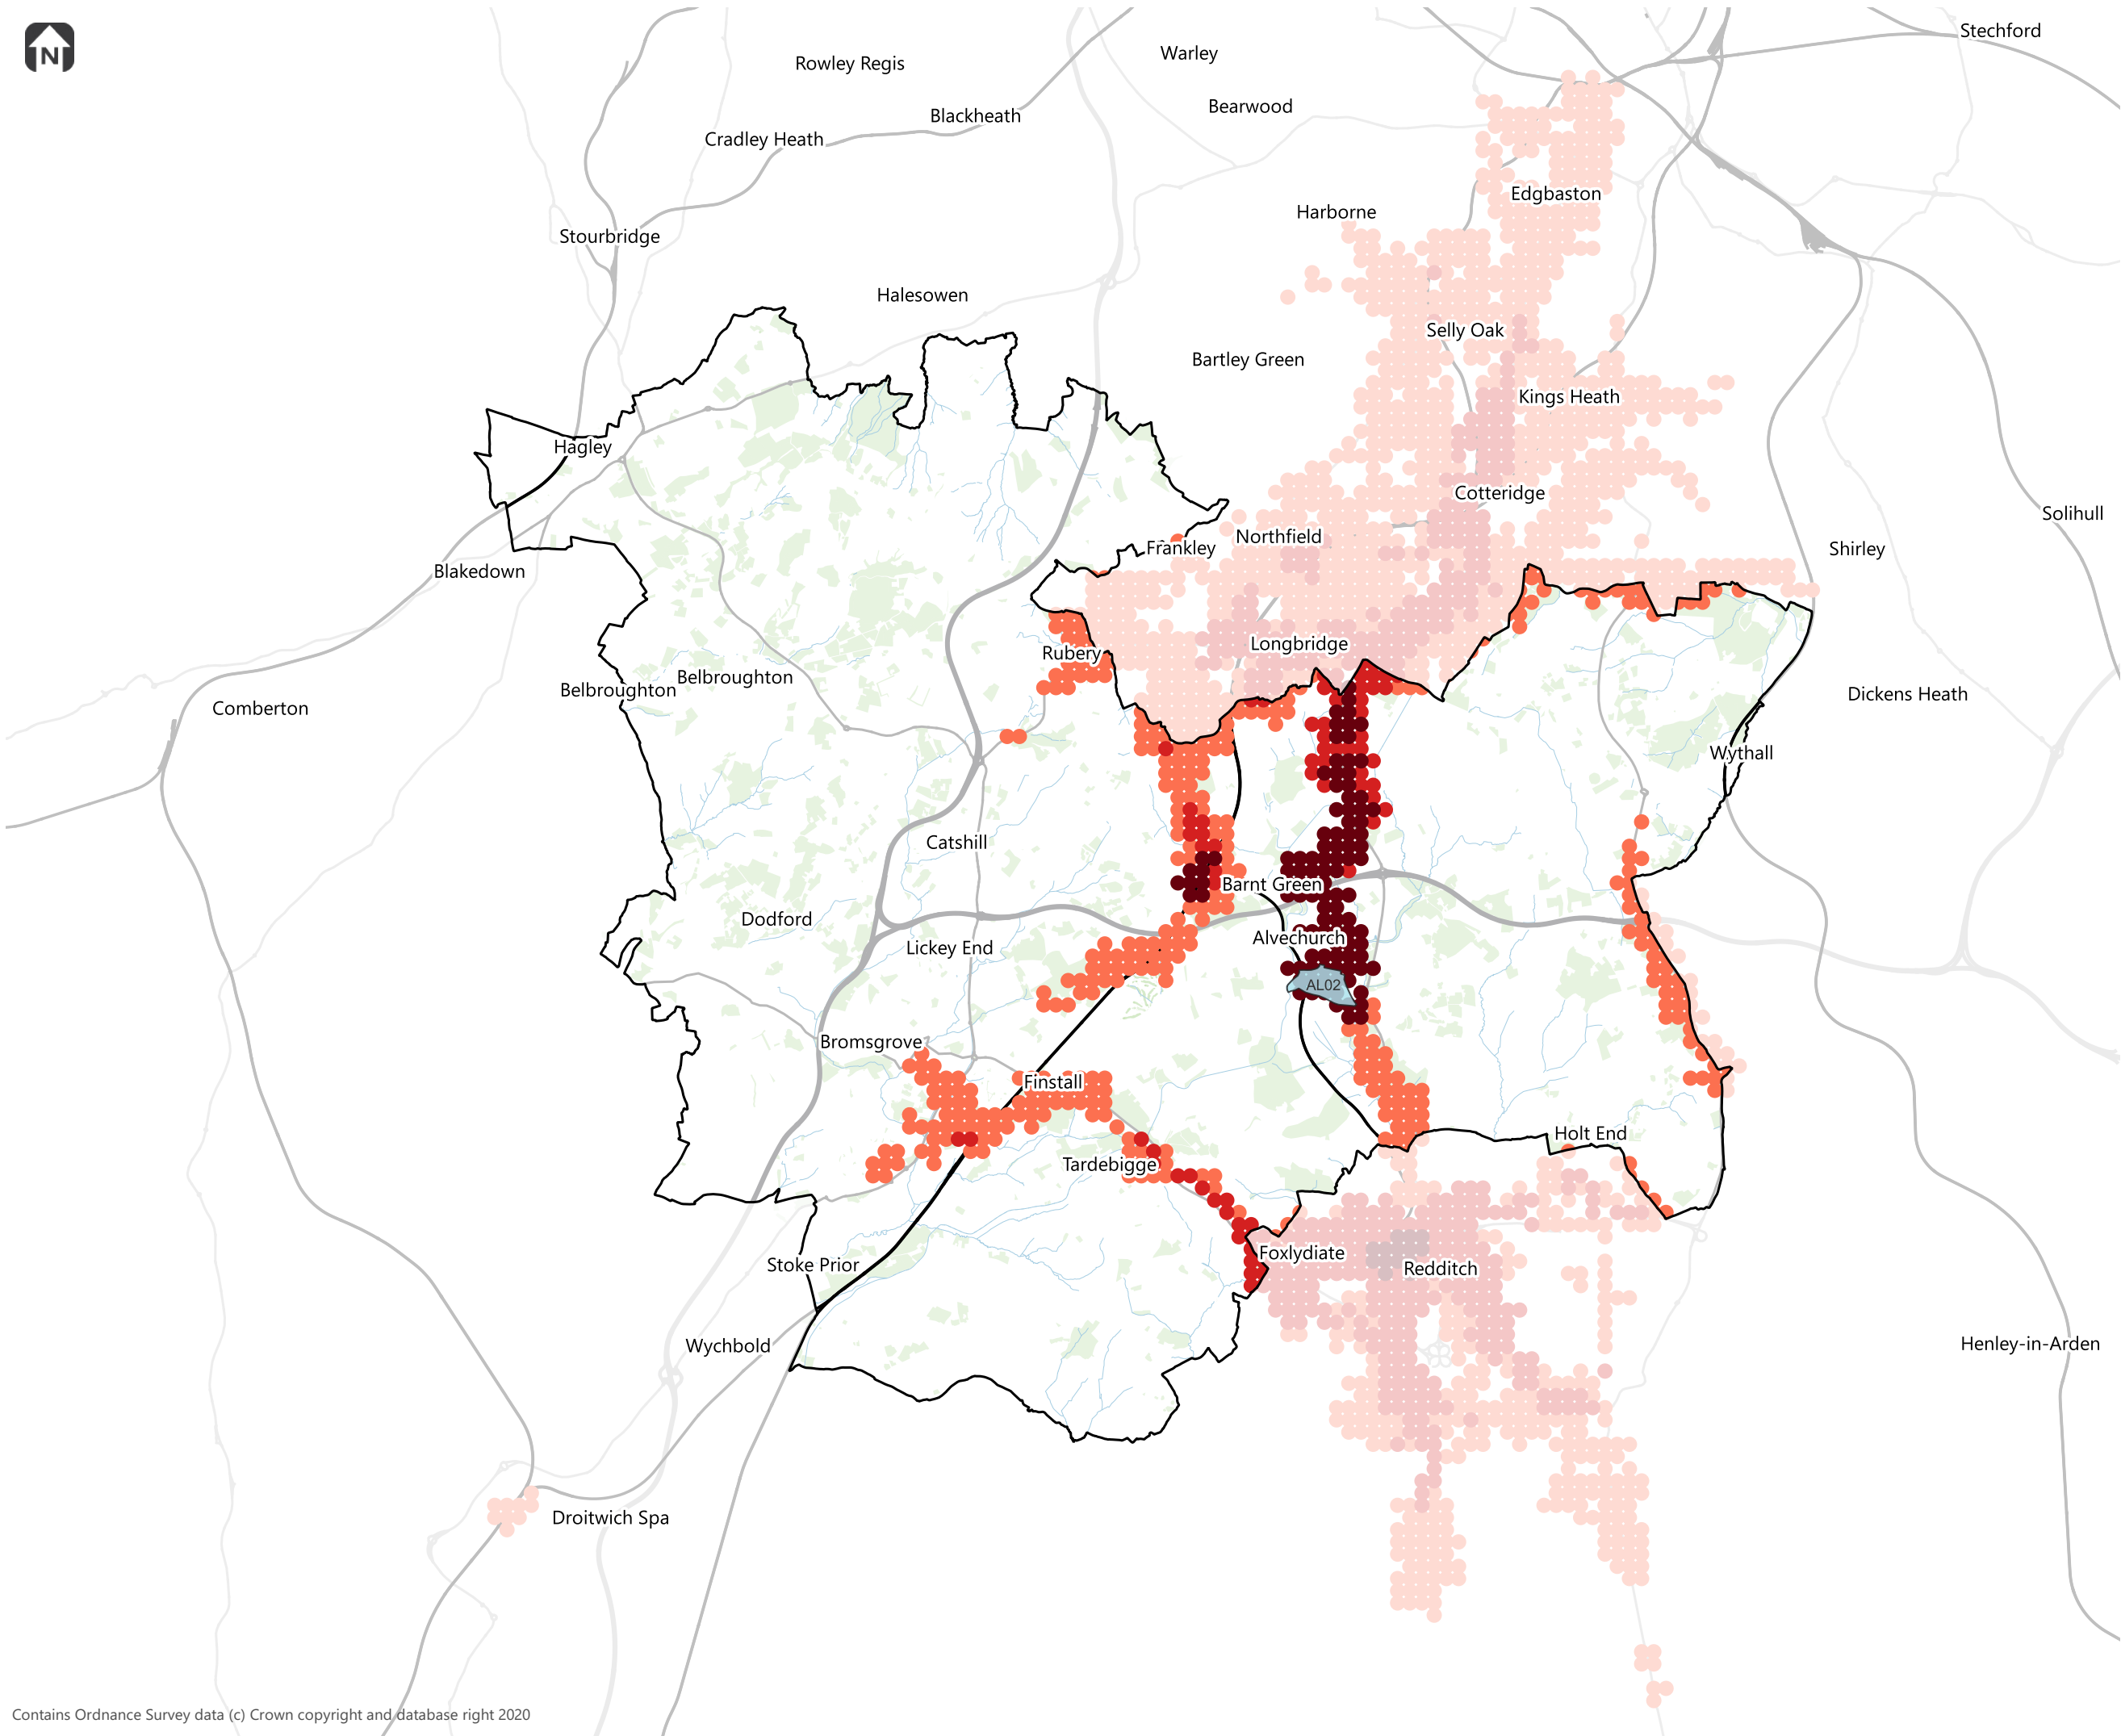 N
Stechford
Warley
Rowley Regis
Bearwood
Blackheath
Cradley Heath
Edgbaston
Harborne
Stourbridge
Halesowen
Selly Oak
Bartley Green
Kings Heath
Hagley
Cotteridge
Solihull
Northfield
Frankley
Shirley
Blakedown
Longbridge
Rubery
Belbroughton
Belbroughton
Dickens Heath
Comberton
Wythall
Catshill
Barnt Green
Dodford
Alvechurch
Lickey End
AL02
Bromsgrove
Finstall
Holt End
Tardebigge
Foxlydiate
Stoke Prior
Redditch
Wychbold
Henley-in-Arden
Droitwich Spa
Contains Ordnance Survey data (c) Crown copyright and database right 2020